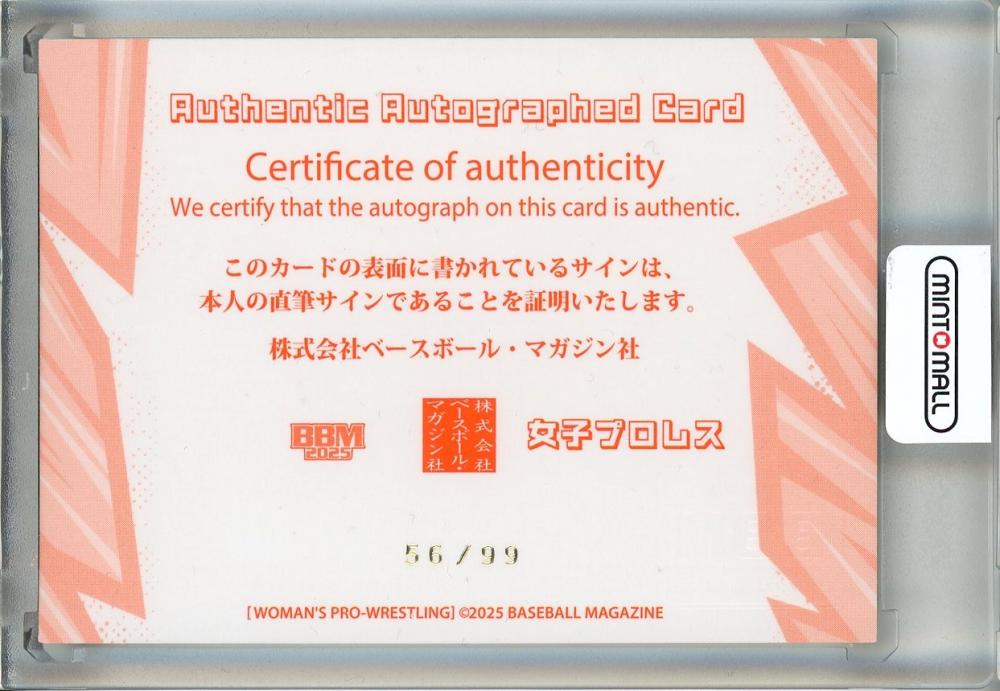 Authentic Autographed Card
Certificate of authenticity
We certify that the autograph on this card is authentic.
このカードの表面に書かれているサインは、
本人の直筆サインであることを証明いたします。
株式会社ベースボール・マガジン社
BBM
2025
株式会社
ベースボール・
マガジン社
女子プロレス
56/99
[WOMAN'S PRO-WRESTLING] ©2025 BASEBALL MAGAZINE
MINTOMALL